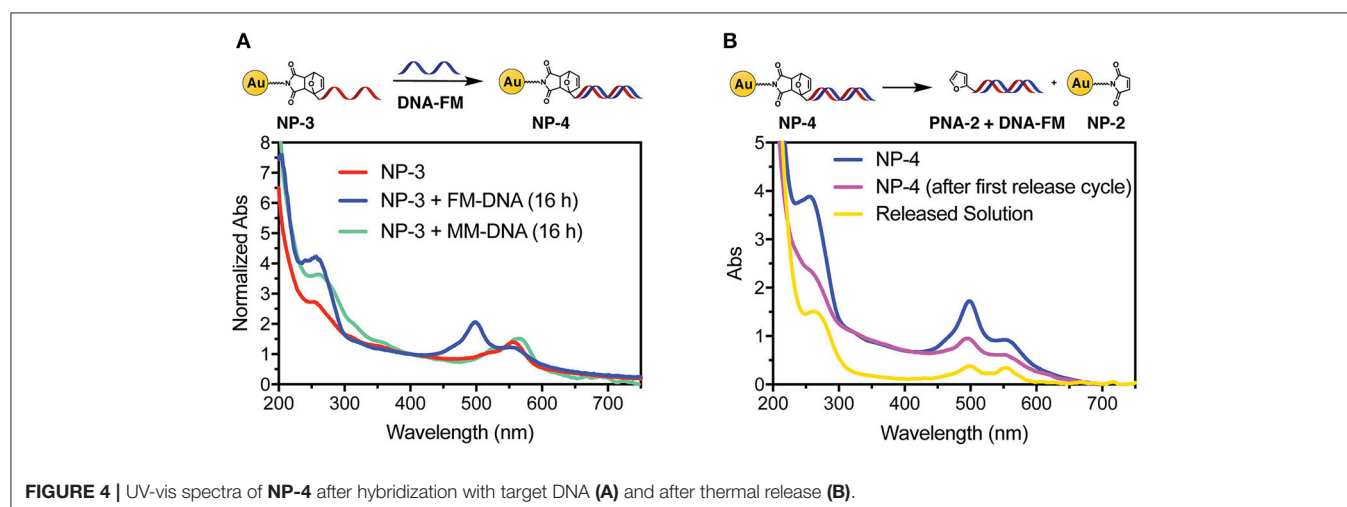 A
Au
N
O
O
O
DNA-FM
Au
N
O
O
O
NP-3
NP-4
8
7
6
5
4
3
2
1
0
Normalized Abs
NP-3
NP-3 + FM-DNA (16 h)
NP-3 + MM-DNA (16 h)
200 300 400 500 600 700
Wavelength (nm)
B
Au
N
O
O
O
O
+
Au
N
O
O
NP-4
PNA-2 + DNA-FM
NP-2
5
4
3
2
1
0
Abs
NP-4
NP-4 (after first release cycle)
Released Solution
200 300 400 500 600 700
Wavelength (nm)
FIGURE 4 | UV-vis spectra of NP-4 after hybridization with target DNA (A) and after thermal release (B).